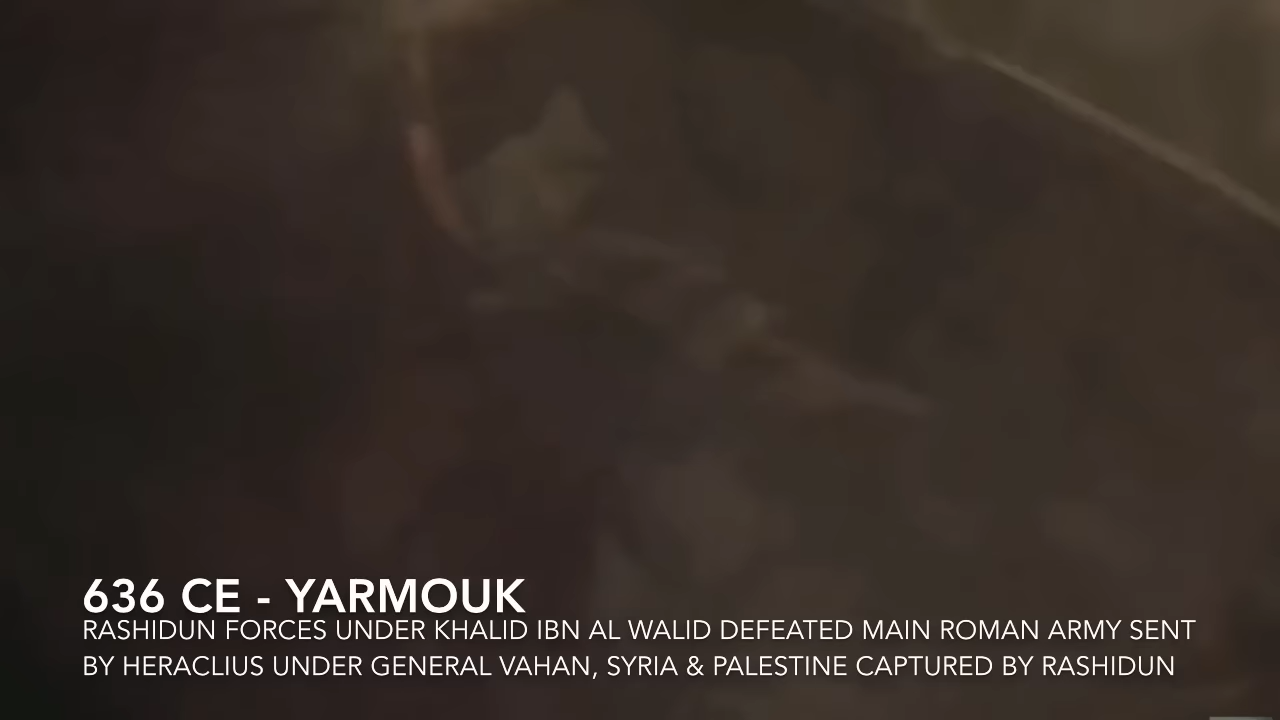 636 CE - YARMOUK
RASHIDUN FORCES UNDER KHALID IBN AL WALID DEFEATED MAIN ROMAN ARMY SENT
BY HERACLIUS UNDER GENERAL VAHAN, SYRIA & PALESTINE CAPTURED BY RASHIDUN